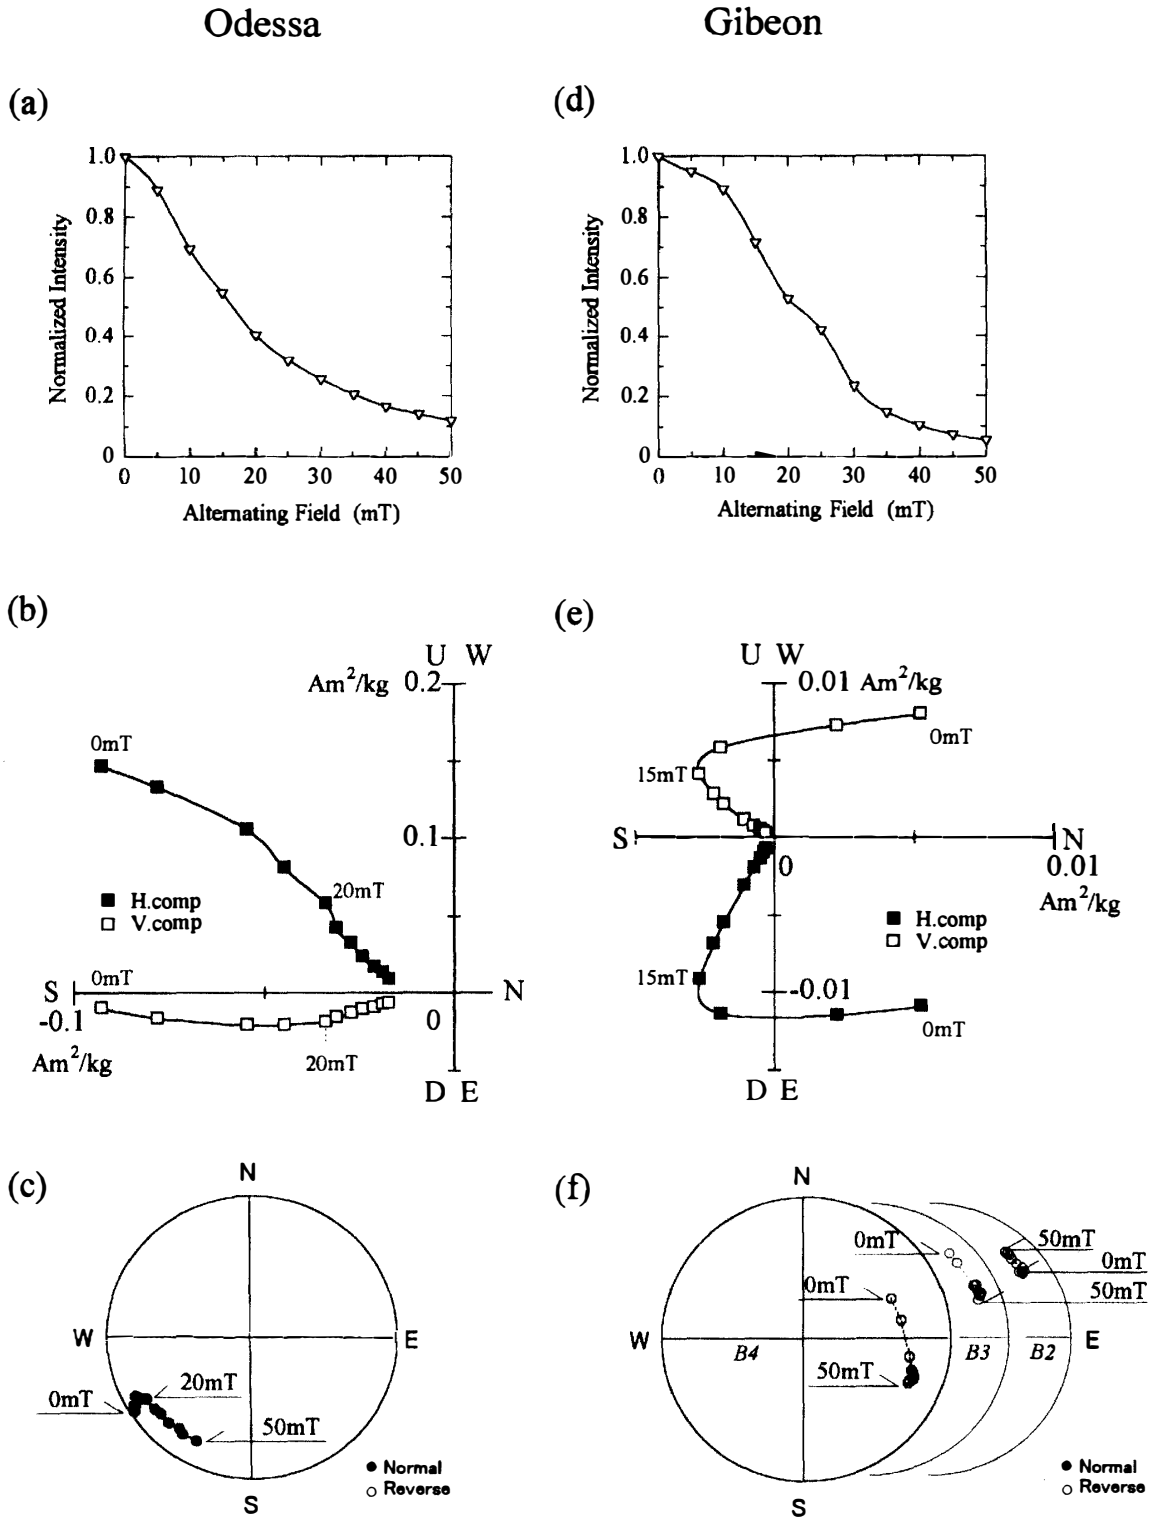 Odessa
Gibeon
(a)
1.0
0.8
0.6
0.4
0.2
0
Normalized Intensity
0 10 20 30 40 50
Alternating Field (mT)
(d)
1.0
0.8
0.6
0.4
0.2
0
Normalized Intensity
0 10 20 30 40 50
Alternating Field (mT)
(b)
U W
Am²/kg 0.2
0mT
0.1
20mT
■ H.comp
□ V.comp
0mT
S
N
-0.1
0
Am²/kg
20mT
D E
(e)
U W
0.01 Am²/kg
0mT
15mT
S
N
0
0.01
Am²/kg
■ H.comp
□ V.comp
15mT
-0.01
0mT
D E
(c)
N
W
E
20mT
0mT
50mT
S
● Normal
○ Reverse
(f)
N
0mT
50mT
0mT
0mT
50mT
W
B4
B3
B2
E
50mT
S
● Normal
○ Reverse